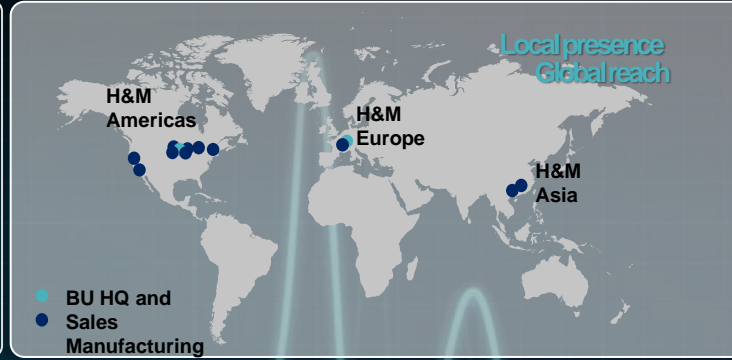 Local presence
Global reach
H&M
Americas
H&M
Europe
H&M
Asia
BU HQ and
Sales
Manufacturing